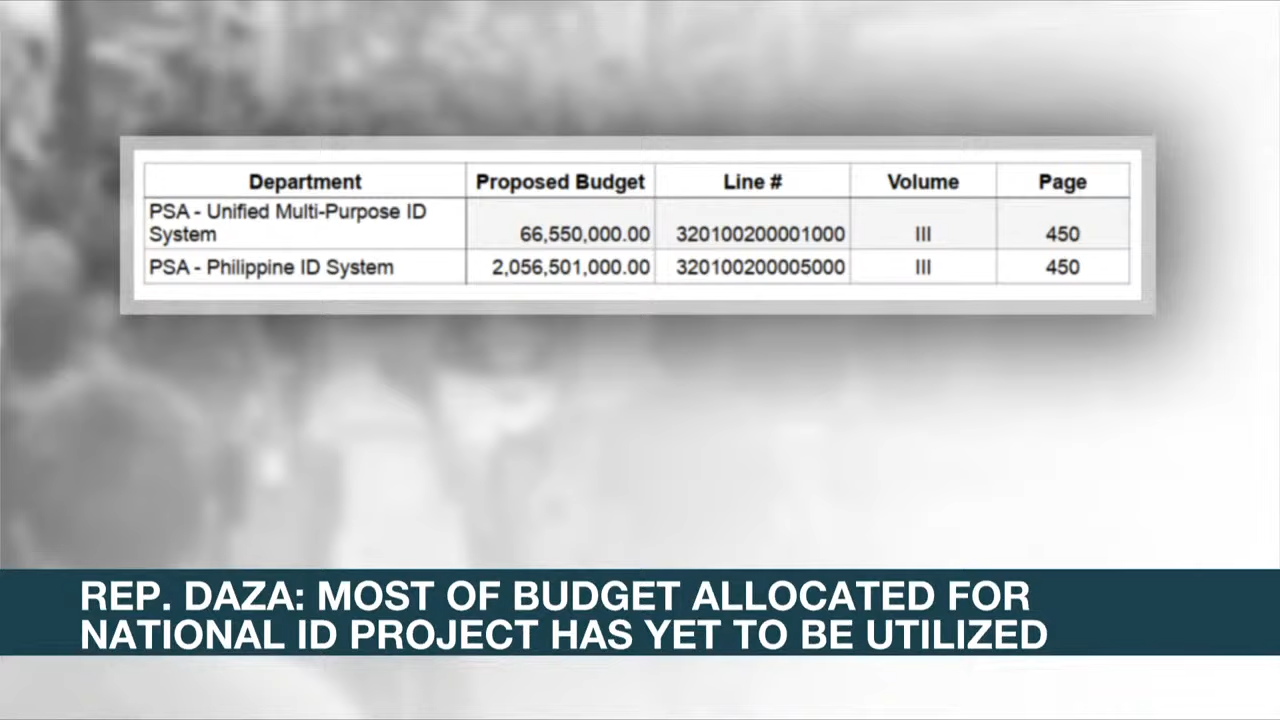 Department Proposed Budget Line # Volume Page
PSA - Unified Multi-Purpose ID
System 66,550,000.00 320100200001000 III 450
PSA - Philippine ID System 2,056,501,000.00 320100200005000 III 450
REP. DAZA: MOST OF BUDGET ALLOCATED FOR
NATIONAL ID PROJECT HAS YET TO BE UTILIZED